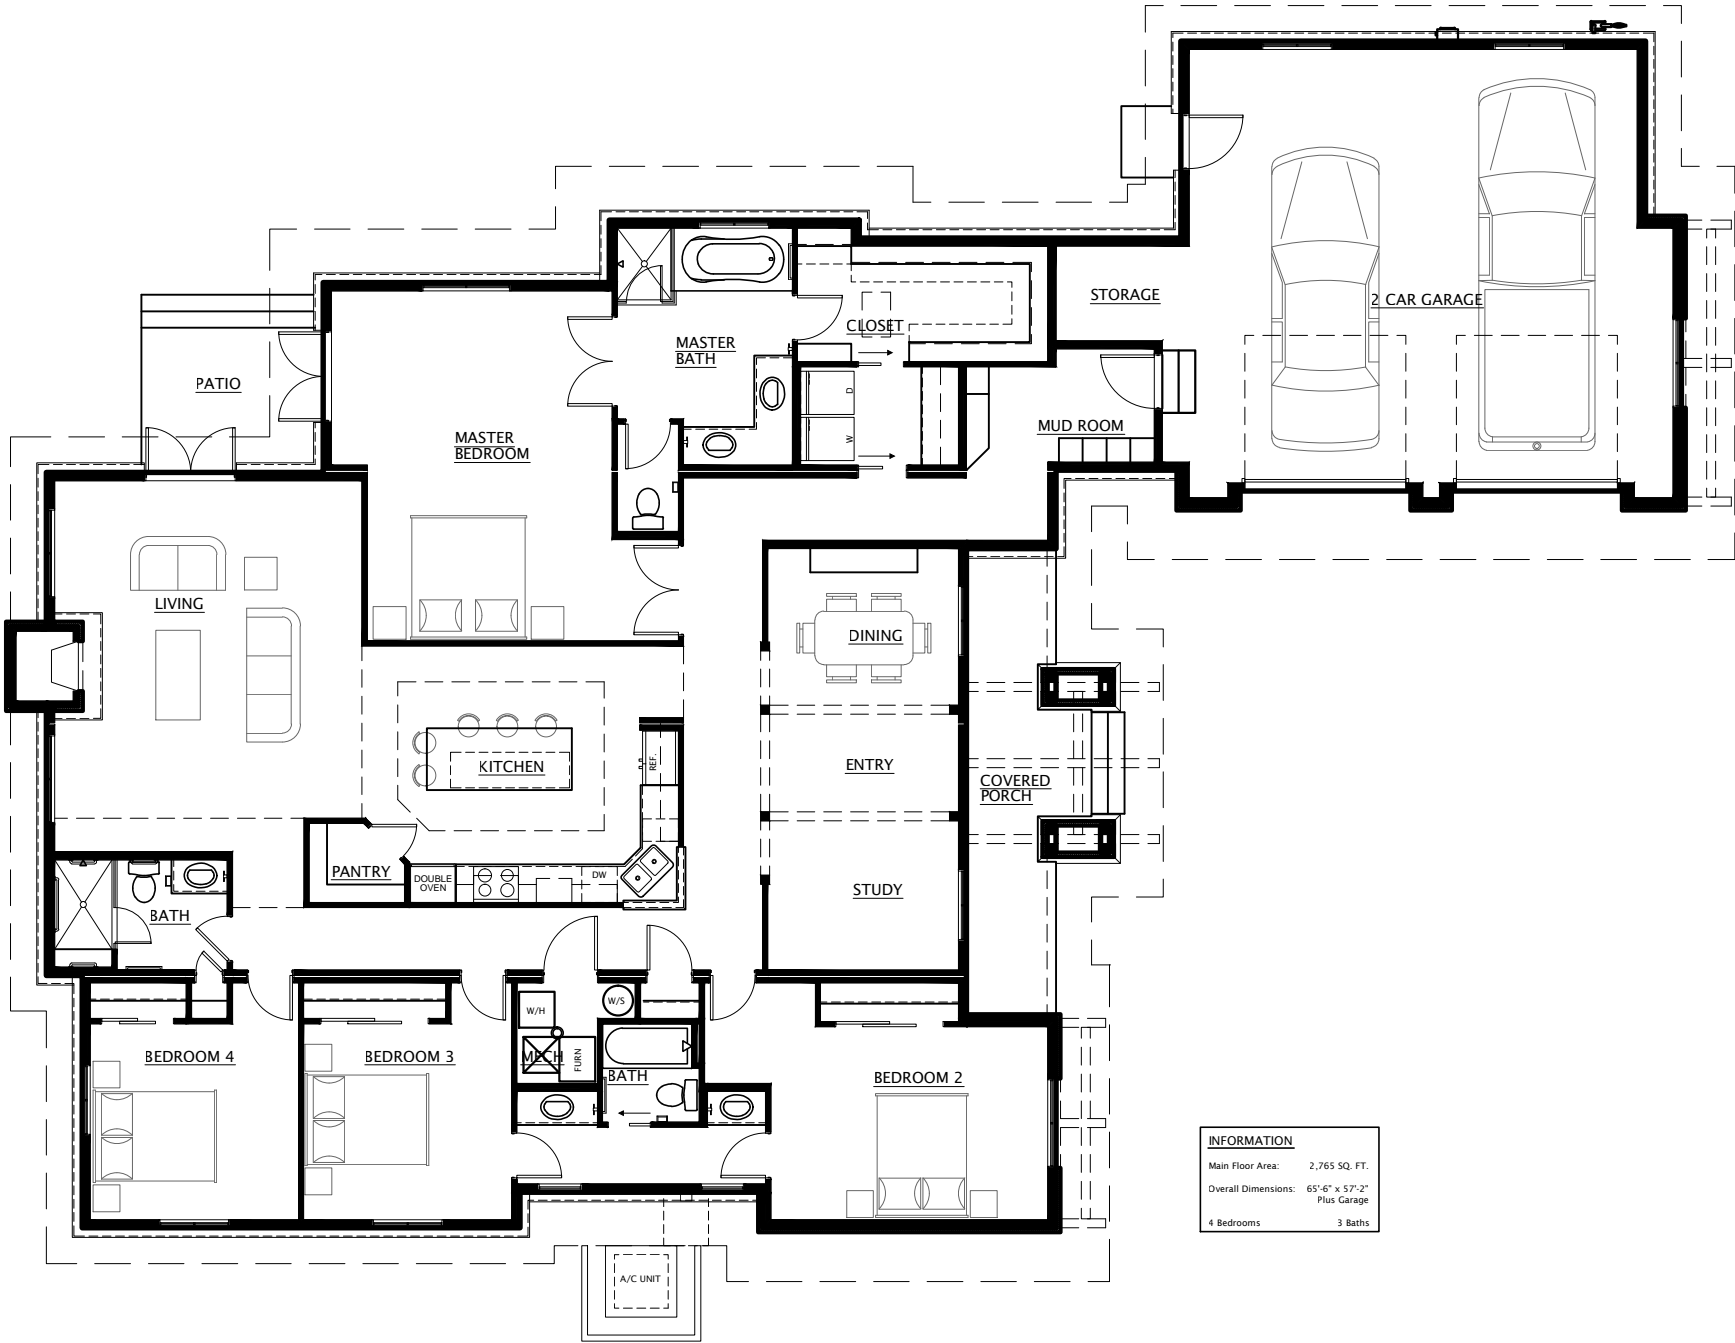 STORAGE
2 CAR GARAGE
CLOSET
MASTER
BATH
PATIO
D
W
MUD ROOM
MASTER
BEDROOM
LIVING
DINING
KITCHEN
REF.
ENTRY
COVERED
PORCH
PANTRY
DOUBLE
OVEN
DW
STUDY
BATH
W/H
W/S
BEDROOM 4
BEDROOM 3
MECH
FURN
BATH
BEDROOM 2
A/C UNIT
INFORMATION
Main Floor Area: 2,765 SQ. FT.
Overall Dimensions: 65'-6" x 57'-2"
Plus Garage
4 Bedrooms 3 Baths